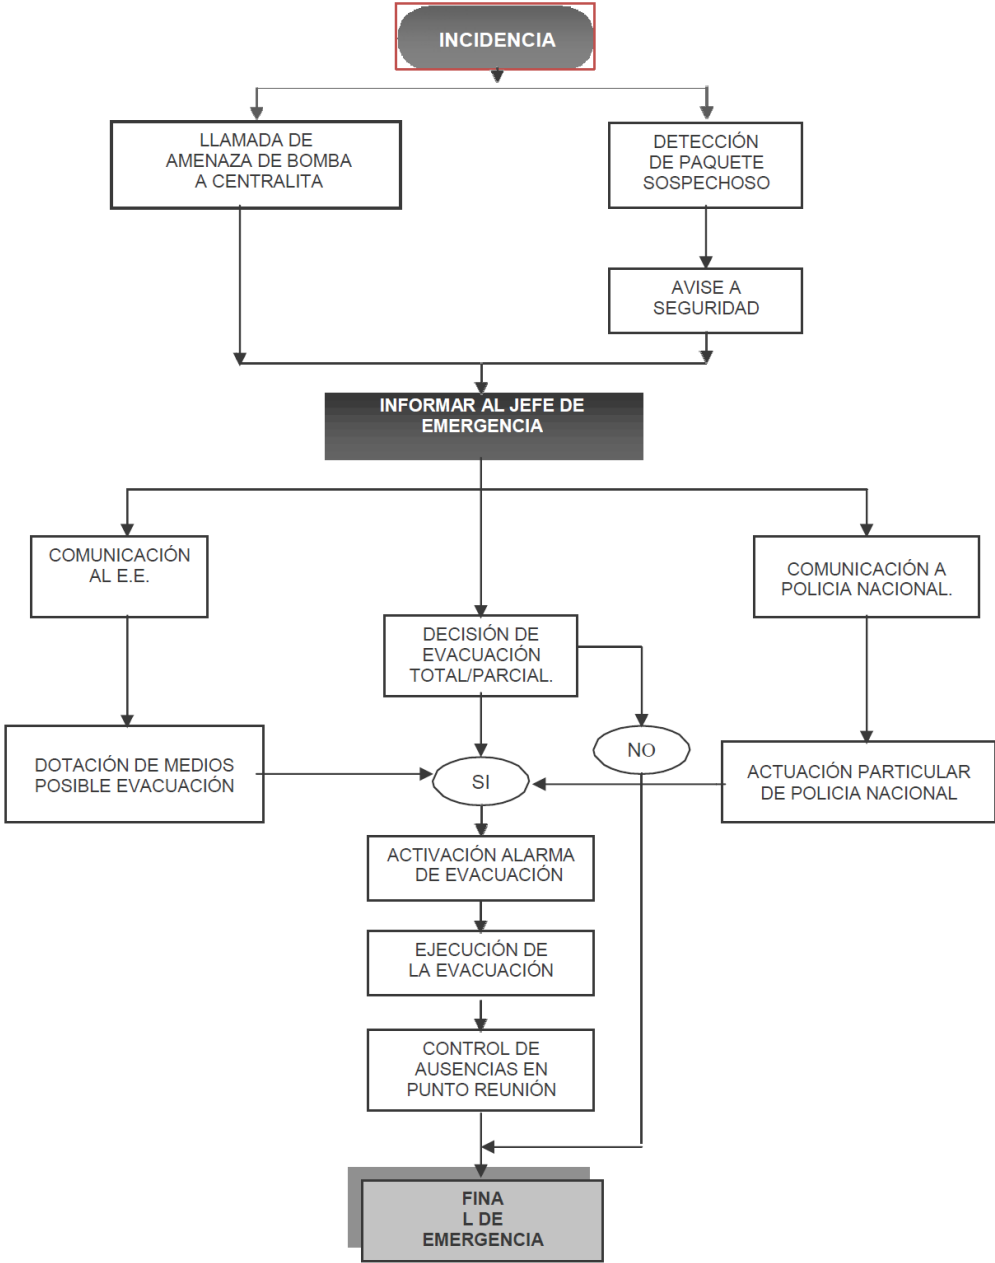 INCIDENCIA
LLAMADA DE
AMENAZA DE BOMBA
A CENTRALITA
DETECCIÓN
DE PAQUETE
SOSPECHOSO
AVISE A
SEGURIDAD
INFORMAR AL JEFE DE
EMERGENCIA
COMUNICACIÓN
AL E.E.
COMUNICACIÓN A
POLICIA NACIONAL.
DECISIÓN DE
EVACUACIÓN
TOTAL/PARCIAL.
NO
DOTACIÓN DE MEDIOS
POSIBLE EVACUACIÓN
SI
ACTUACIÓN PARTICULAR
DE POLICIA NACIONAL
ACTIVACIÓN ALARMA
DE EVACUACIÓN
EJECUCIÓN DE
LA EVACUACIÓN
CONTROL DE
AUSENCIAS EN
PUNTO REUNIÓN
FINA
L DE
EMERGENCIA